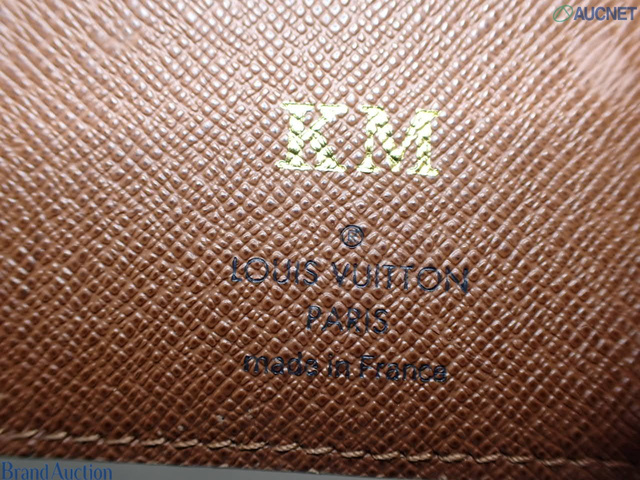 AUCNET
KM
®
LOUIS VUITTON
PARIS
made in France
Brand Auction